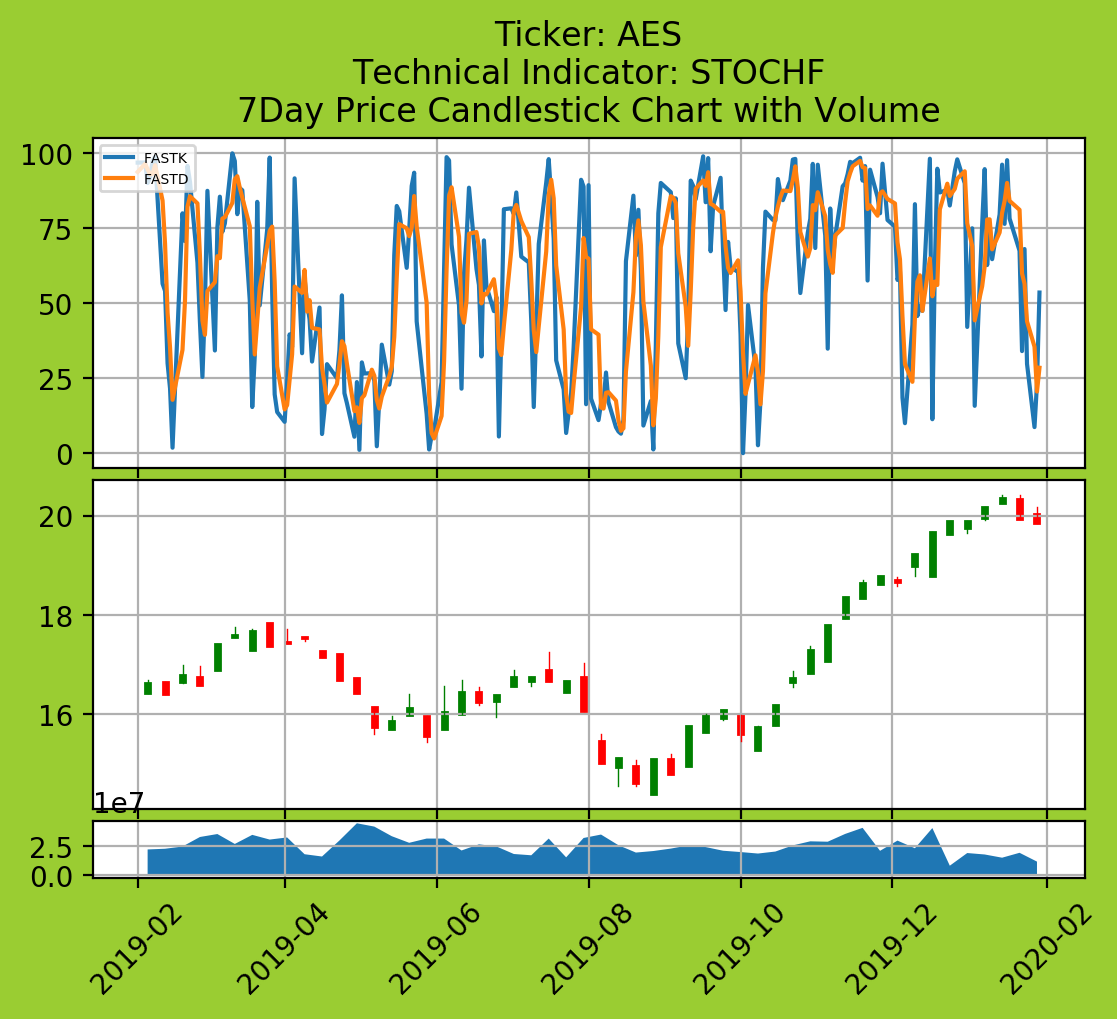 Ticker: AES
Technical Indicator: STOCHF
7Day Price Candlestick Chart with Volume
FASTK
FASTD
100
75
50
25
0
20
18
16
1e7
2.5
0.0
2019-02
2019-04
2019-06
2019-08
2019-10
2019-12
2020-02